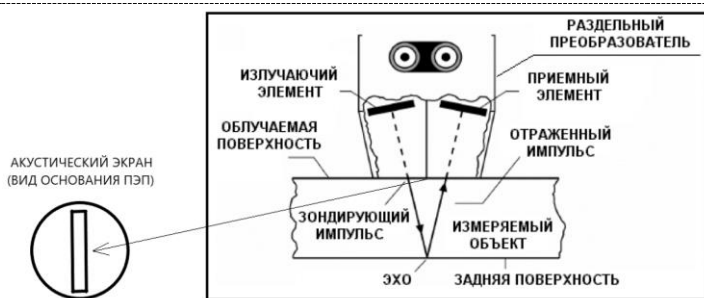 РАЗДЕЛЬНЫЙ
ПРЕОБРАЗОВАТЕЛЬ
ИЗЛУЧАЮЧИЙ
ЭЛЕМЕНТ
ПРИЕМНЫЙ
ЭЛЕМЕНТ
ОБЛУЧАЕМАЯ
ПОВЕРХНОСТЬ
ОТРАЖЕННЫЙ
ИМПУЛЬС
АКУСТИЧЕСКИЙ ЭКРАН
(ВИД ОСНОВАНИЯ ПЭП)
ЗОНДИРУЮЩИЙ
ИМПУЛЬС
ИЗМЕРЯЕМЫЙ
ОБЪЕКТ
ЭХО
ЗАДНЯЯ ПОВЕРХНОСТЬ